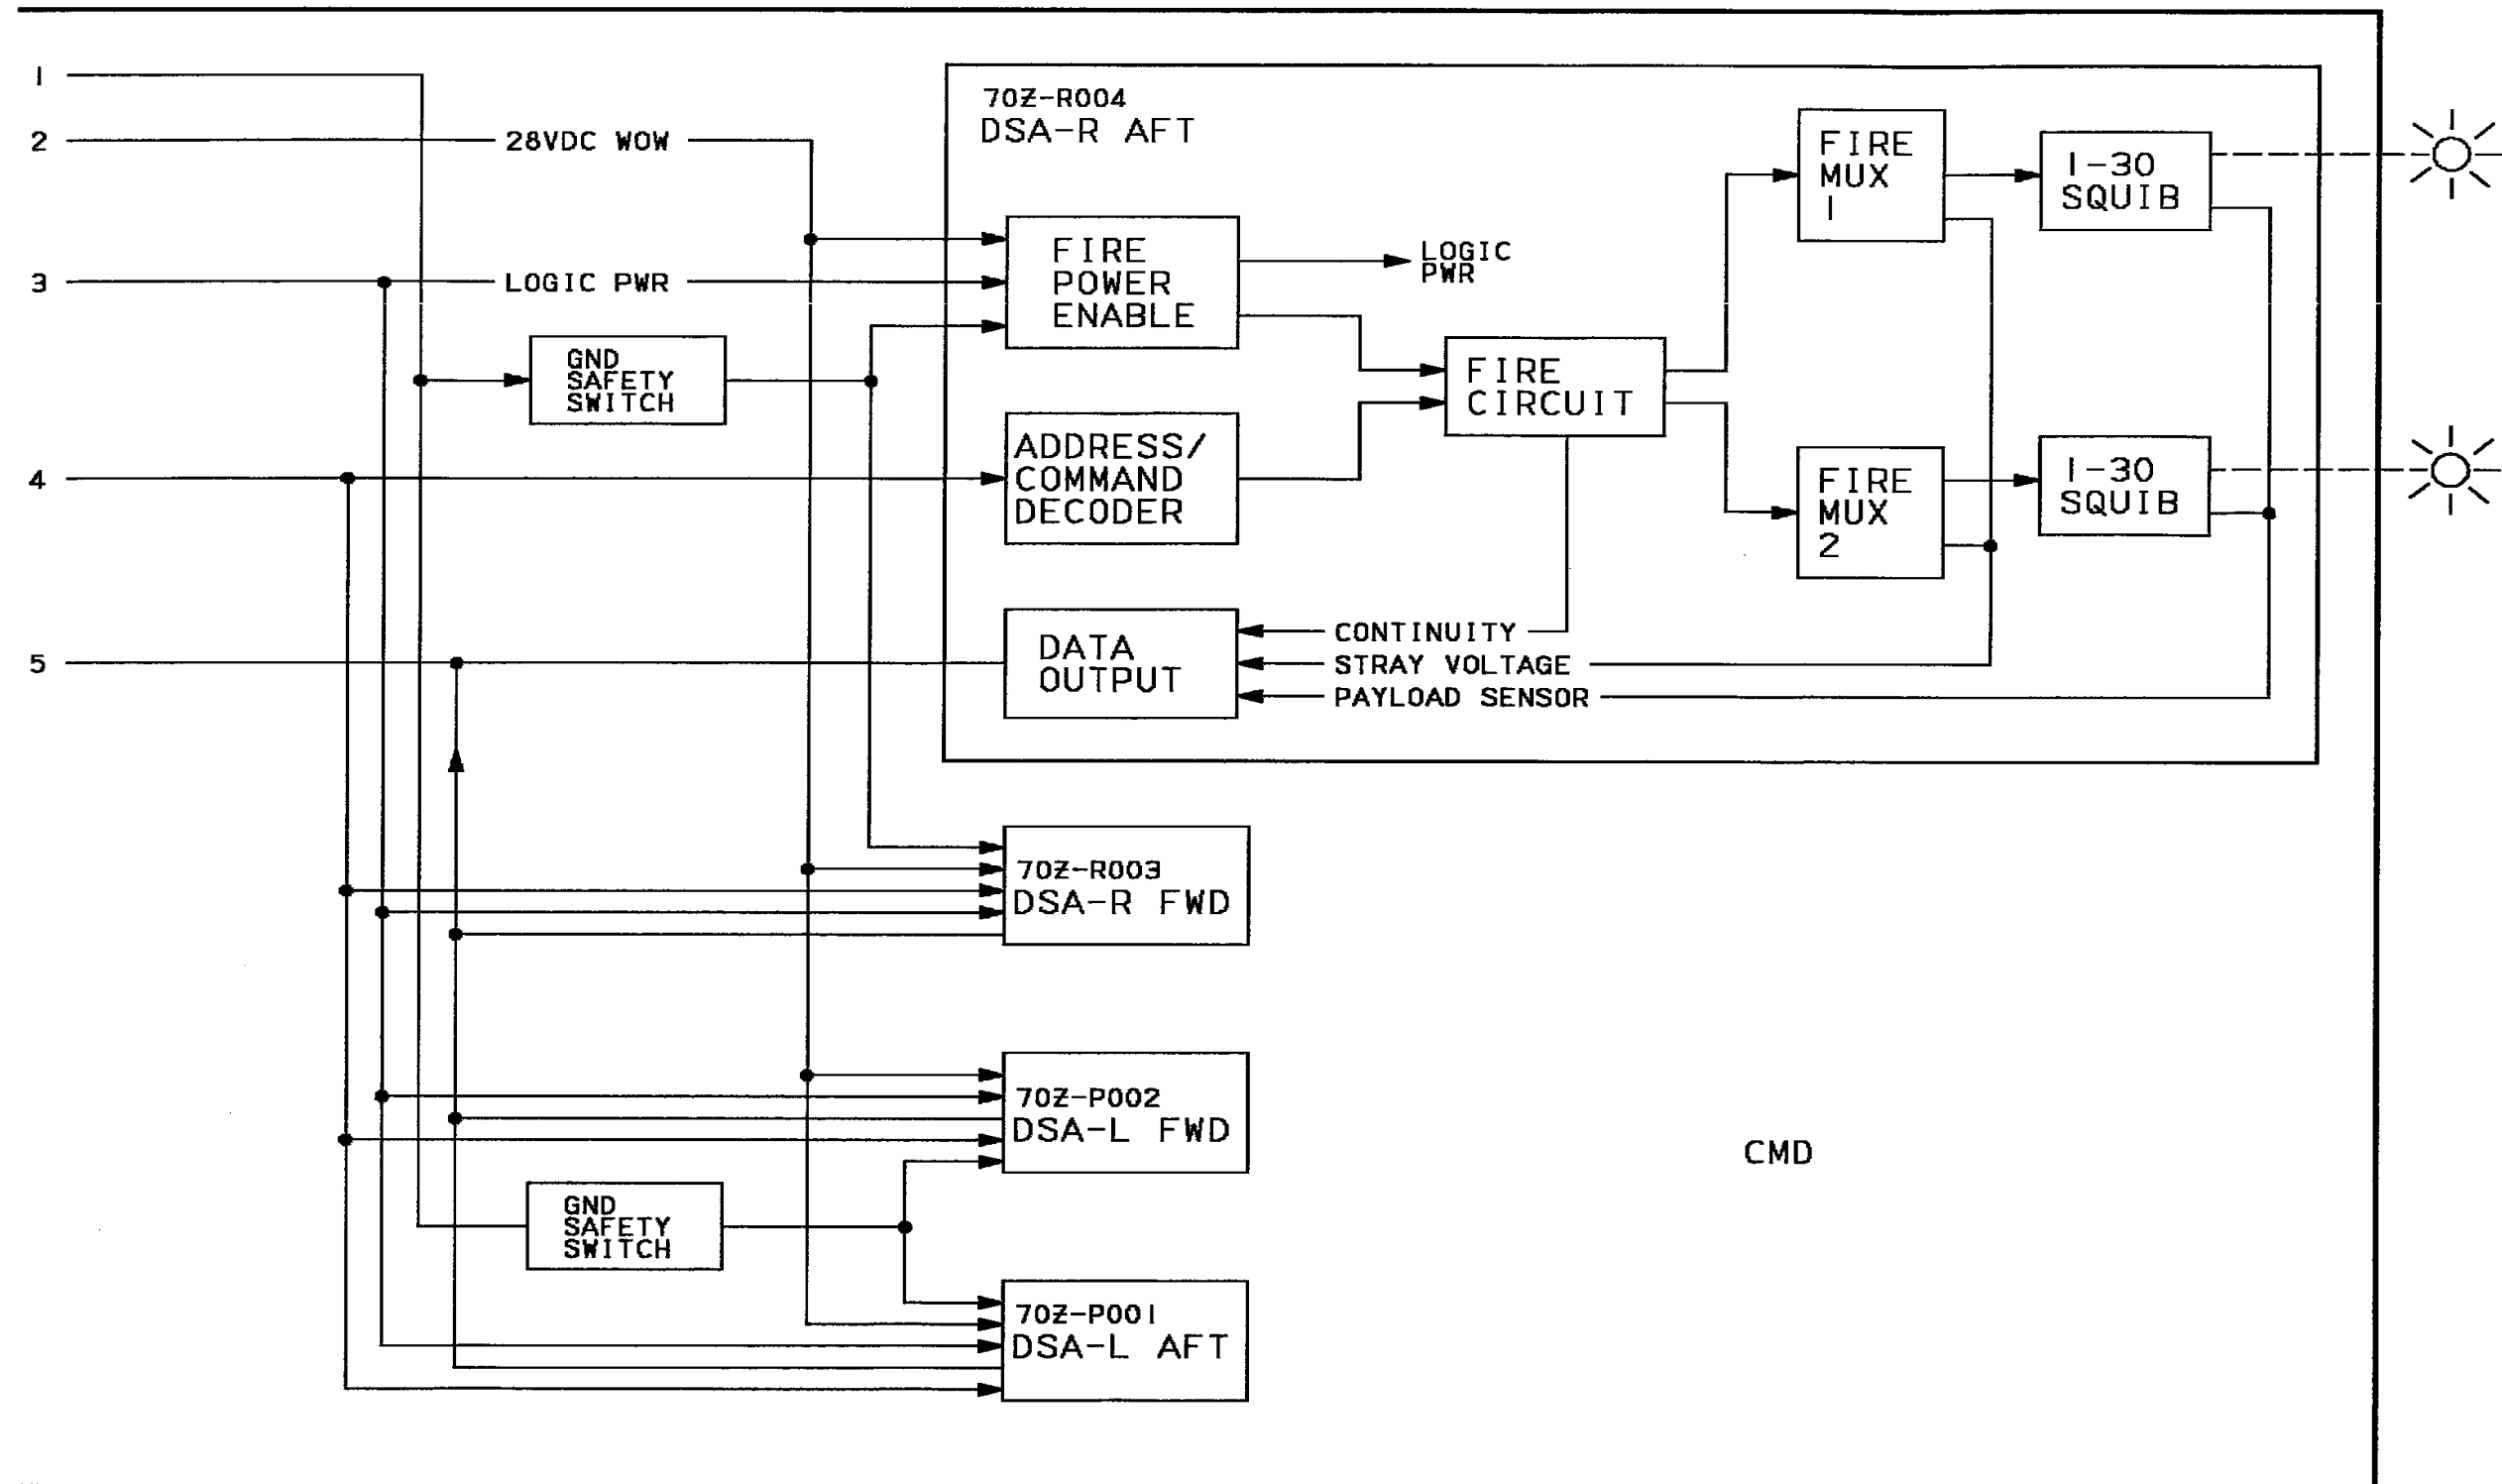 1
2
28VDC WOW
3
LOGIC PWR
GND
SAFETY
SWITCH
4
5
70Z-R004
DSA-R AFT
FIRE
POWER
ENABLE
LOGIC
PWR
ADDRESS/
COMMAND
DECODER
FIRE
CIRCUIT
FIRE
MUX
1
1-30
SQUIB
FIRE
MUX
2
1-30
SQUIB
DATA
OUTPUT
CONTINUITY
STRAY VOLTAGE
PAYLOAD SENSOR
70Z-R003
DSA-R FWD
70Z-P002
DSA-L FWD
CMD
GND
SAFETY
SWITCH
70Z-P001
DSA-L AFT